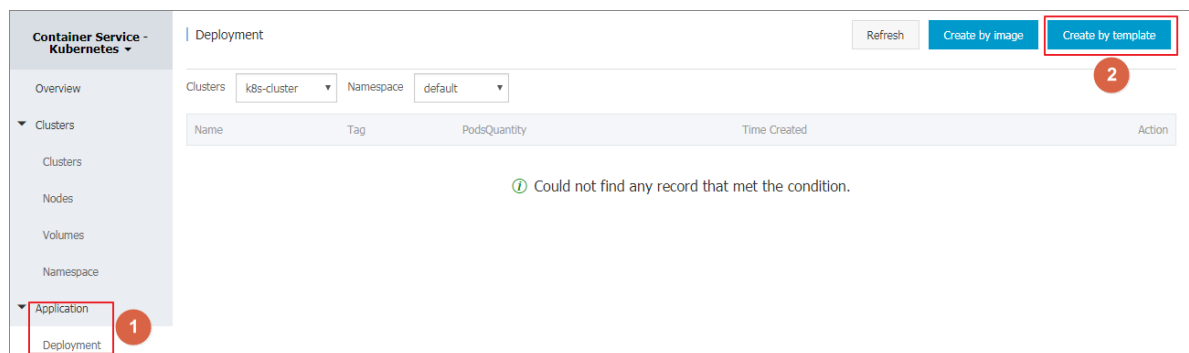 Container Service -
Kubernetes
Overview
Clusters
Clusters
Nodes
Volumes
Namespace
Application
Deployment
1
Deployment
Refresh
Create by image
Create by template
2
Clusters
k8s-cluster
Namespace
default
Name Tag PodsQuantity Time Created Action
Could not find any record that met the condition.